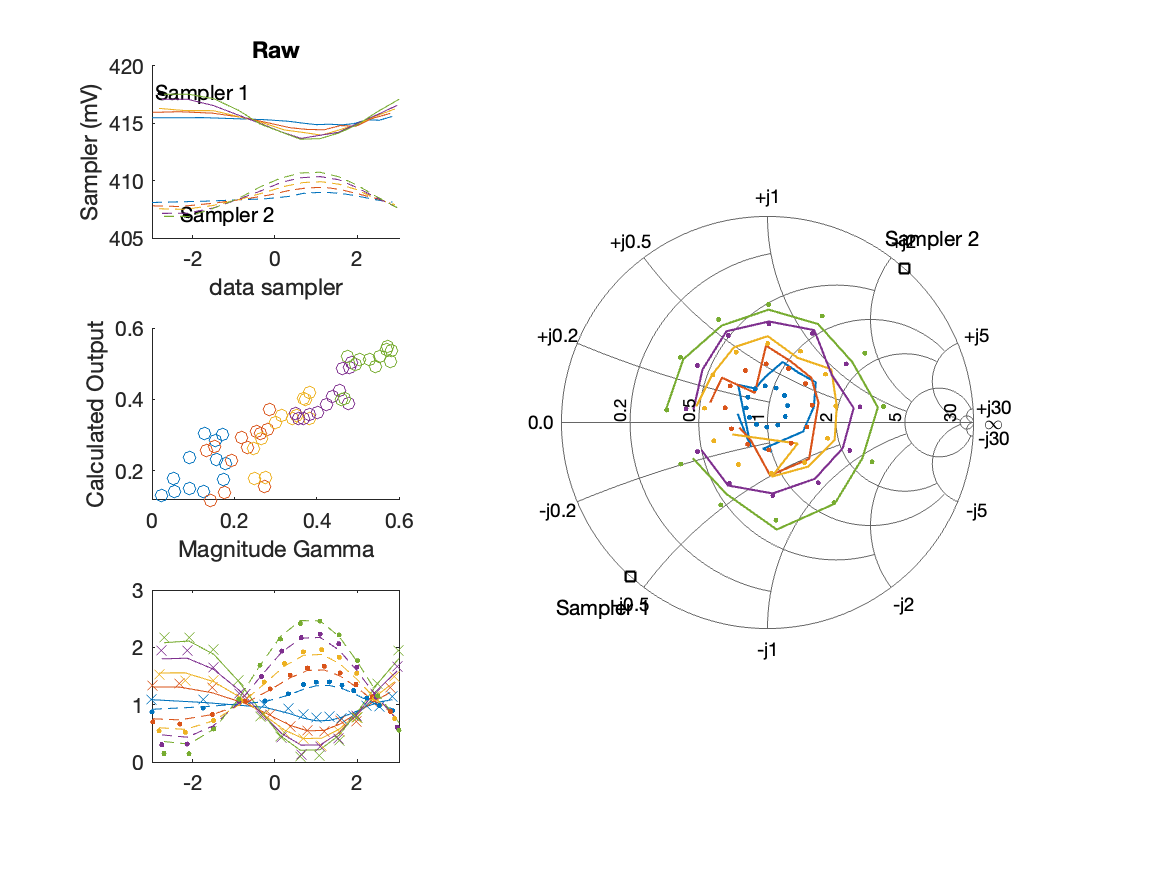 Raw
420
415
410
405
Sampler (mV)
Sampler 1
Sampler 2
-2
0
2
data sampler
0.6
0.4
0.2
Calculated Output
0
0.2
0.4
0.6
Magnitude Gamma
3
2
1
0
-2
0
2
+j1
+j0.5
+j2
Sampler 2
+j0.2
+j5
0.0
0.2
0.5
1
2
5
30
+j30
∞
-j30
-j0.2
-j5
Sampler 1
-j0.5
-j2
-j1